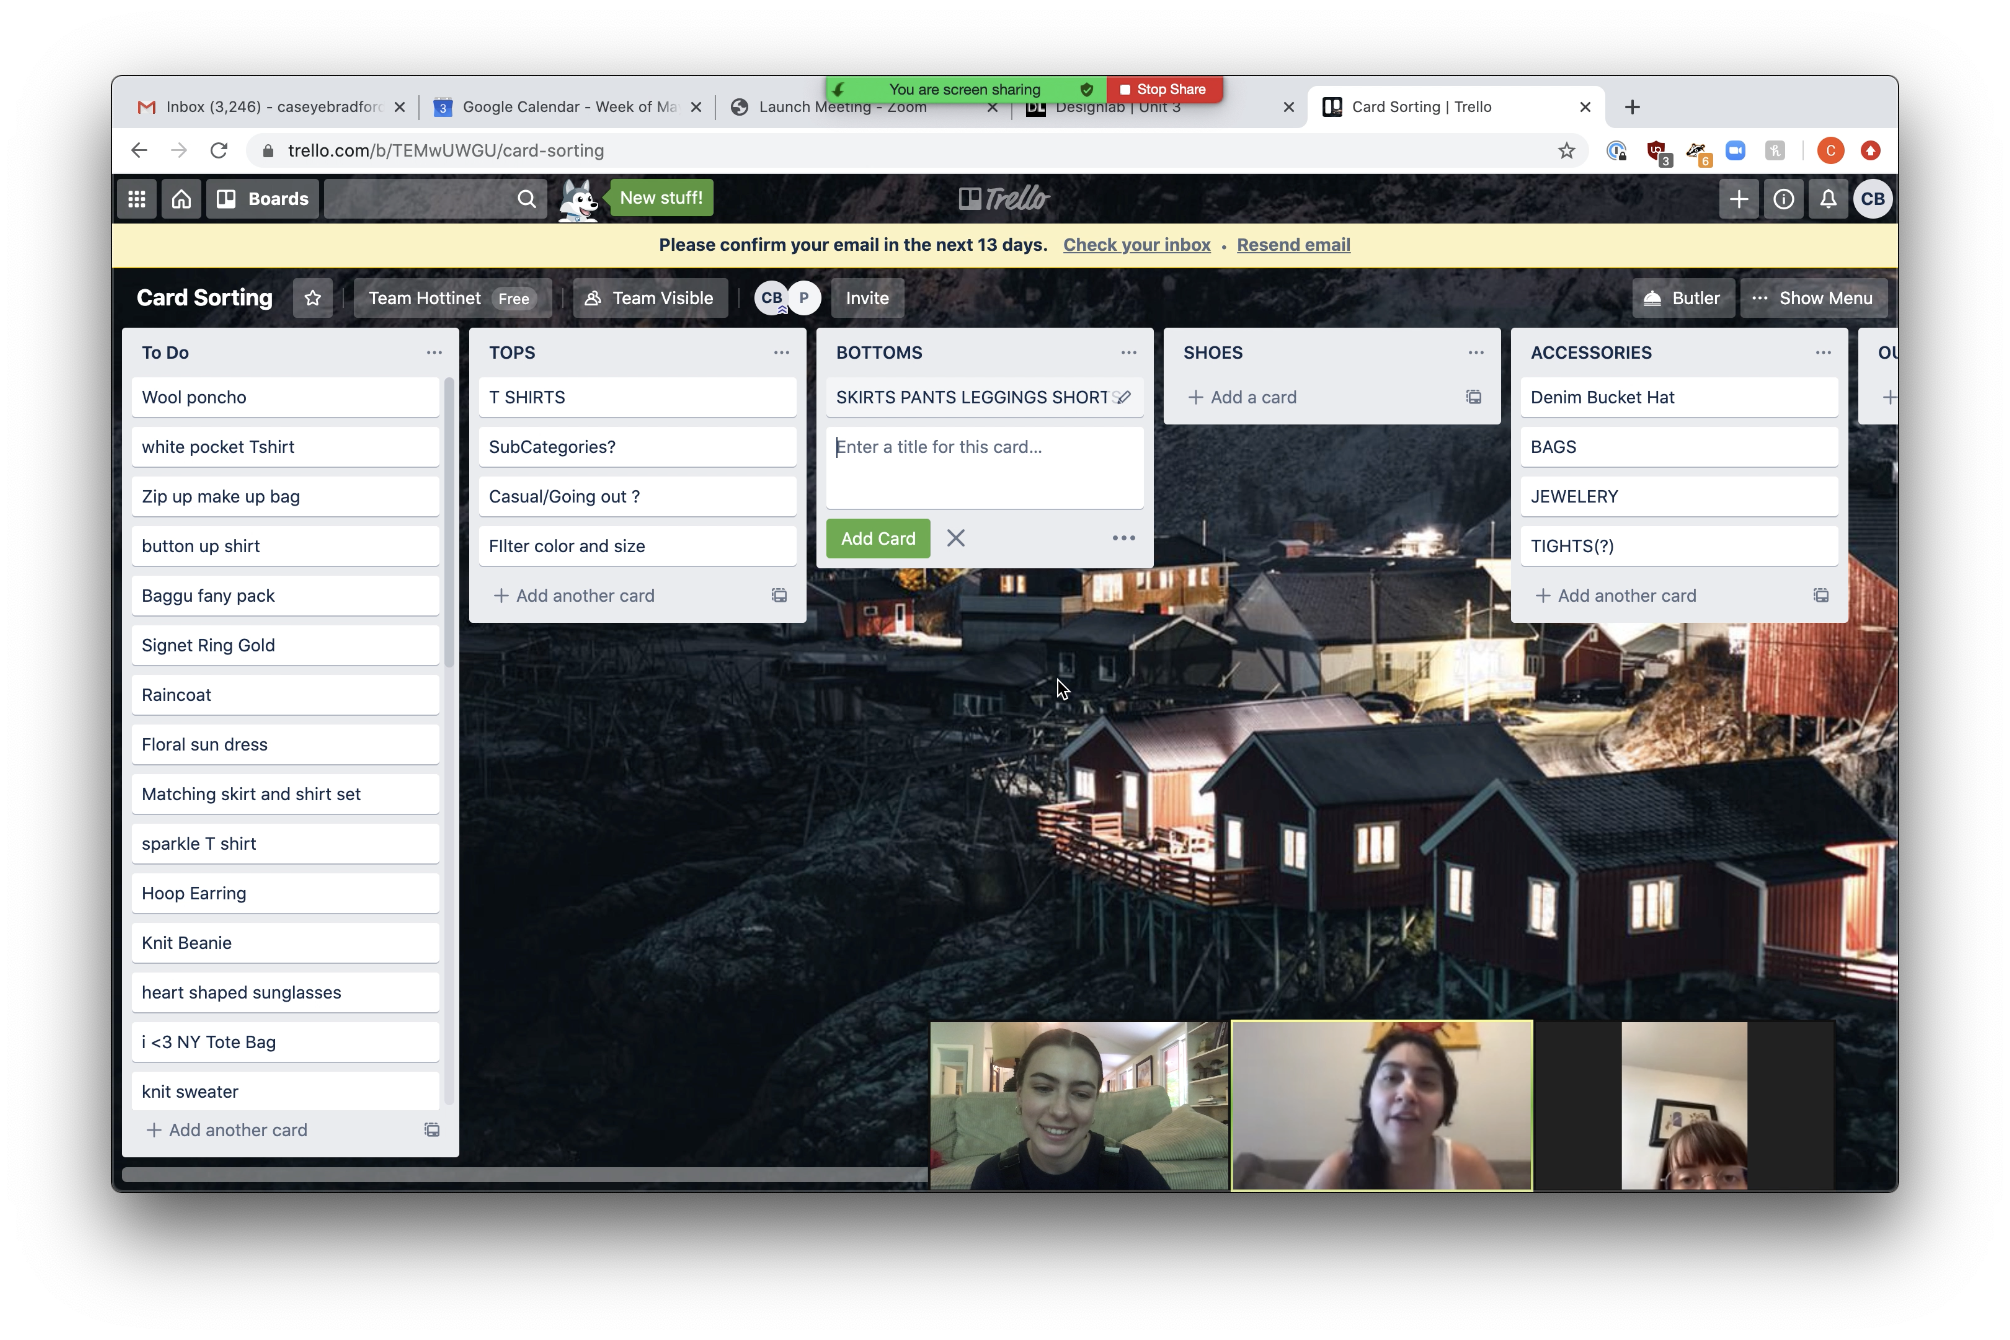 You are screen sharing
Stop Share
Inbox (3,246) - caseyebradford
Google Calendar - Week of Ma
Launch Meeting - Zoom
DL
Designlab | Unit 3
Card Sorting | Trello
trello.com/b/TEMwUWGU/card-sorting
3
6
C
Boards
New stuff!
Trello
CB
Please confirm your email in the next 13 days. Check your inbox • Resend email
Card Sorting
Team Hottinet Free
Team Visible
CB
P
Invite
Butler
Show Menu
To Do
Wool poncho
white pocket Tshirt
Zip up make up bag
button up shirt
Baggu fany pack
Signet Ring Gold
Raincoat
Floral sun dress
Matching skirt and shirt set
sparkle T shirt
Hoop Earring
Knit Beanie
heart shaped sunglasses
i <3 NY Tote Bag
knit sweater
+ Add another card
TOPS
T SHIRTS
SubCategories?
Casual/Going out ?
FIlter color and size
+ Add another card
BOTTOMS
SKIRTS PANTS LEGGINGS SHORTS
Enter a title for this card...
Add Card
SHOES
+ Add a card
ACCESSORIES
Denim Bucket Hat
BAGS
JEWELERY
TIGHTS(?)
+ Add another card
OU
+